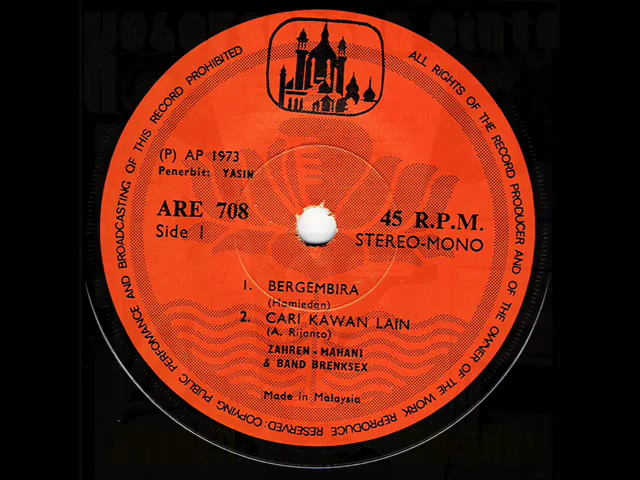 ALL RIGHTS OF THE RECORD PRODUCER AND OF THE OWNER OF THE WORK REPRODUCE RESERVED: COPYING PUBLIC PERFOMANCE AND BROADCASTING OF THIS RECORD PROHIBITED
(P) AP 1973
Penerbit: YASIN
ARE 708
45 R.P.M.
Side 1
STEREO-MONO
1. BERGEMBIRA
(Hamiedan)
2. CARI KAWAN LAIN
(A. Rijanto)
ZAHREN - MAHANI
& BAND BRENKSEX
Made in Malaysia